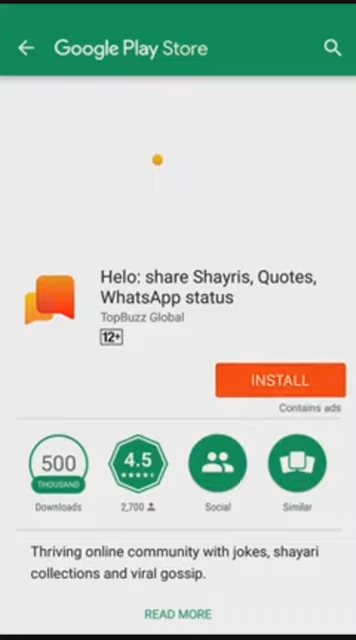 Google Play Store
Helo: share Shayris, Quotes,
WhatsApp status
TopBuzz Global
12+
INSTALL
Contains ads
500
THOUSAND
Downloads
4.5
2,700
Social
Similar
Thriving online community with jokes, shayari
collections and viral gossip.
READ MORE